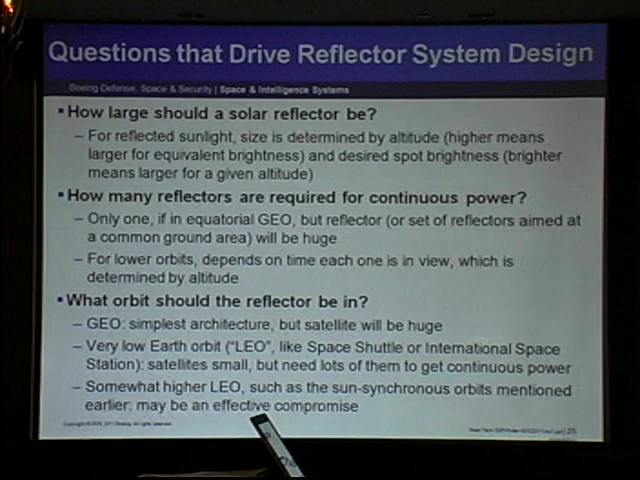 Questions that Drive Reflector System Design
Boeing Defense, Space & Security | Space & Intelligence Systems
▪ How large should a solar reflector be?
– For reflected sunlight, size is determined by altitude (higher means
larger for equivalent brightness) and desired spot brightness (brighter
means larger for a given altitude)
▪ How many reflectors are required for continuous power?
– Only one, if in equatorial GEO, but reflector (or set of reflectors aimed at
a common ground area) will be huge
– For lower orbits, depends on time each one is in view, which is
determined by altitude
▪ What orbit should the reflector be in?
– GEO: simplest architecture, but satellite will be huge
– Very low Earth orbit ("LEO", like Space Shuttle or International Space
Station): satellites small, but need lots of them to get continuous power
– Somewhat higher LEO, such as the sun-synchronous orbits mentioned
earlier: may be an effective compromise
Boeing. All rights reserved.